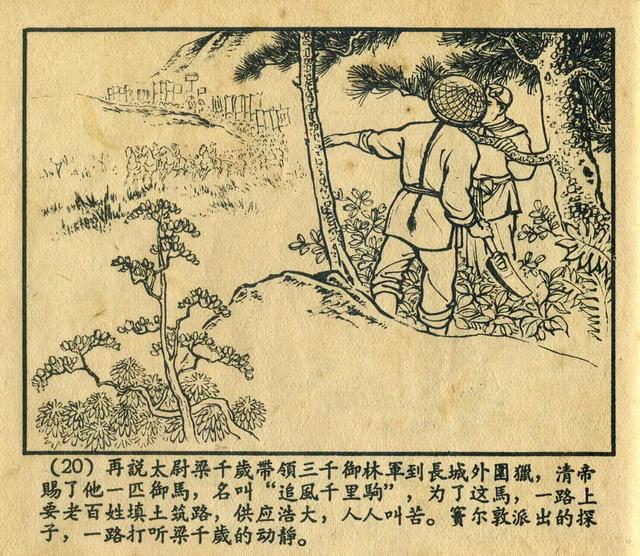 (20) 再説太尉梁千歲帶領三千御林軍到長城外圍獵，清帝
賜了他一匹御馬，名叫“追風千里駒”，为了这馬，一路上
要老百姓填土筑路，供应浩大，人人叫苦。竇尔敦派出的探
子，一路打听梁千歲的动静。